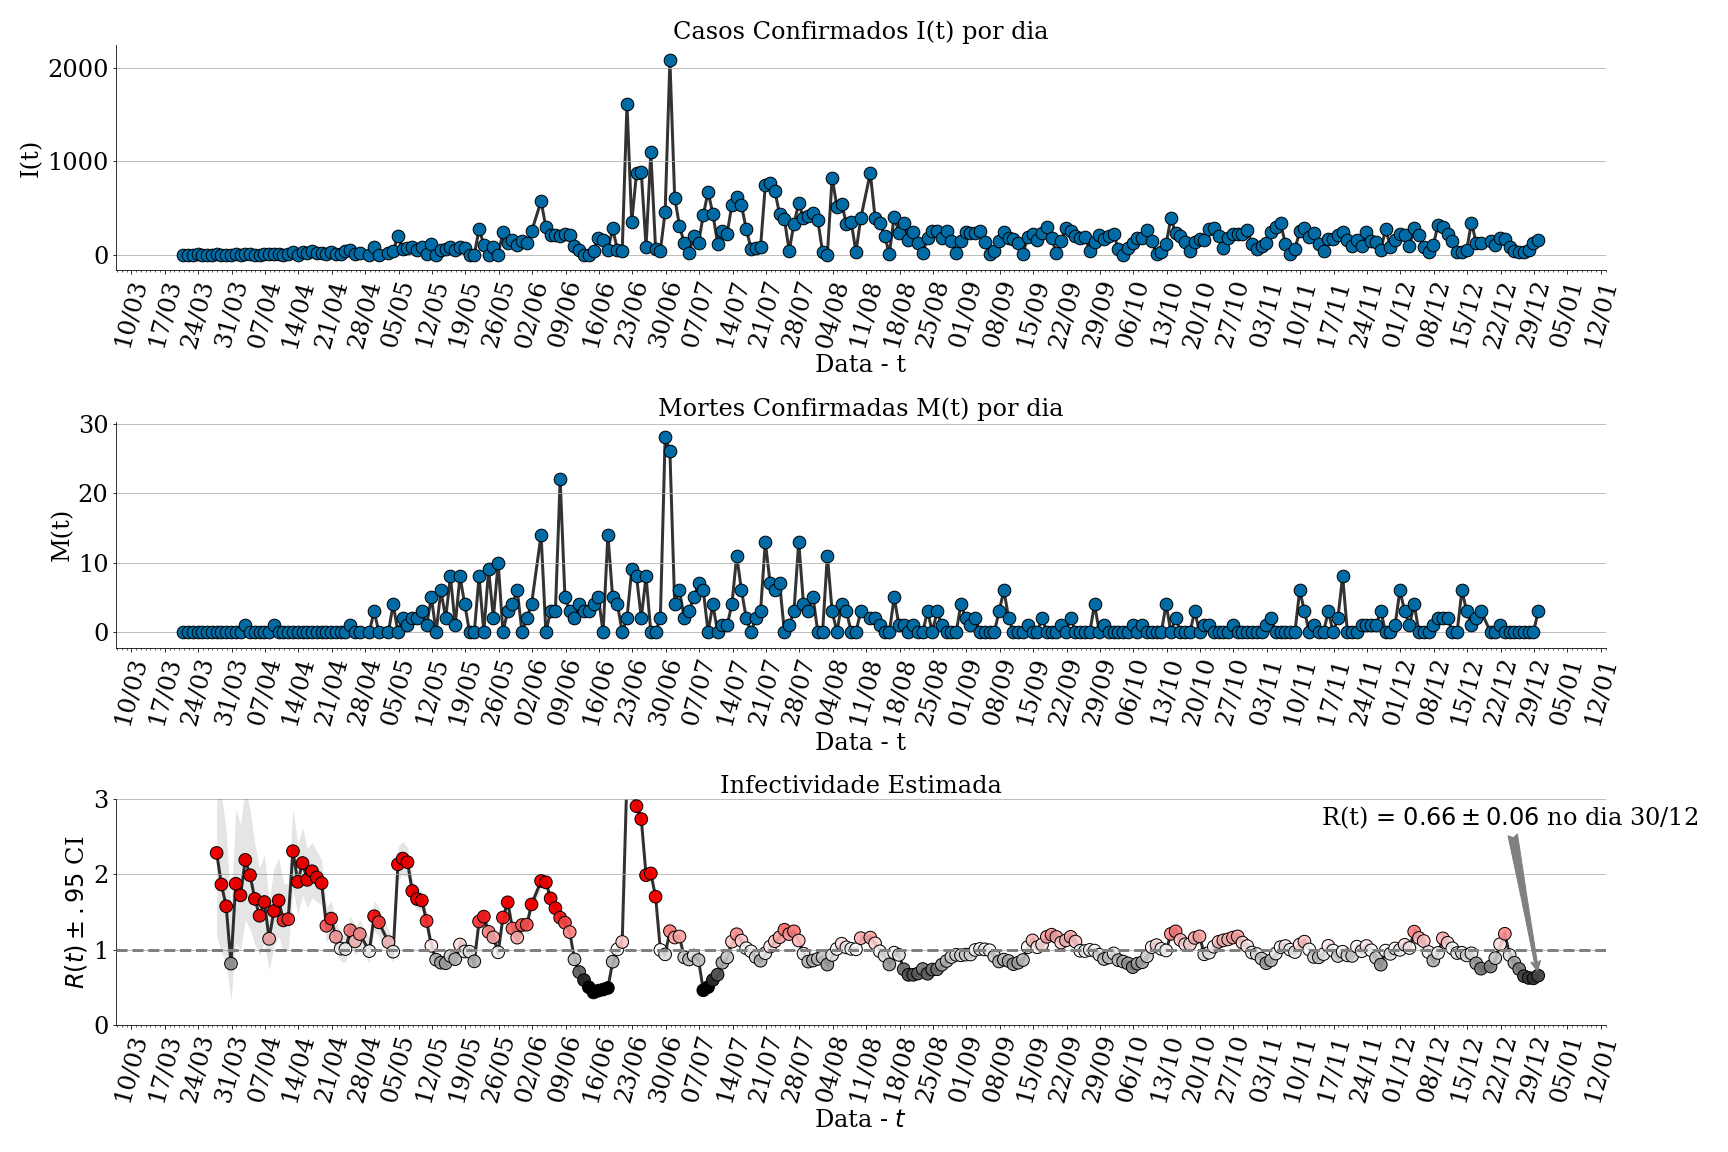 Casos Confirmados I(t) por dia
I(t)
2000
1000
0
10/03 17/03 24/03 31/03 07/04 14/04 21/04 28/04 05/05 12/05 19/05 26/05 02/06 09/06 16/06 23/06 30/06 07/07 14/07 21/07 28/07 04/08 11/08 18/08 25/08 01/09 08/09 15/09 22/09 29/09 06/10 13/10 20/10 27/10 03/11 10/11 17/11 24/11 01/12 08/12 15/12 22/12 29/12 05/01 12/01
Data - t
Mortes Confirmadas M(t) por dia
M(t)
30
20
10
0
10/03 17/03 24/03 31/03 07/04 14/04 21/04 28/04 05/05 12/05 19/05 26/05 02/06 09/06 16/06 23/06 30/06 07/07 14/07 21/07 28/07 04/08 11/08 18/08 25/08 01/09 08/09 15/09 22/09 29/09 06/10 13/10 20/10 27/10 03/11 10/11 17/11 24/11 01/12 08/12 15/12 22/12 29/12 05/01 12/01
Data - t
Infectividade Estimada
R(t) ± .95 CI
3
2
1
0
R(t) = 0.66 ± 0.06 no dia 30/12
10/03 17/03 24/03 31/03 07/04 14/04 21/04 28/04 05/05 12/05 19/05 26/05 02/06 09/06 16/06 23/06 30/06 07/07 14/07 21/07 28/07 04/08 11/08 18/08 25/08 01/09 08/09 15/09 22/09 29/09 06/10 13/10 20/10 27/10 03/11 10/11 17/11 24/11 01/12 08/12 15/12 22/12 29/12 05/01 12/01
Data - t